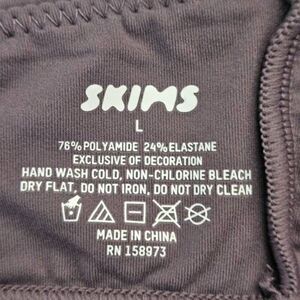 SKIMS
L
76% POLYAMIDE 24% ELASTANE
EXCLUSIVE OF DECORATION
HAND WASH COLD, NON-CHLORINE BLEACH
DRY FLAT, DO NOT IRON, DO NOT DRY CLEAN
MADE IN CHINA
RN 158973